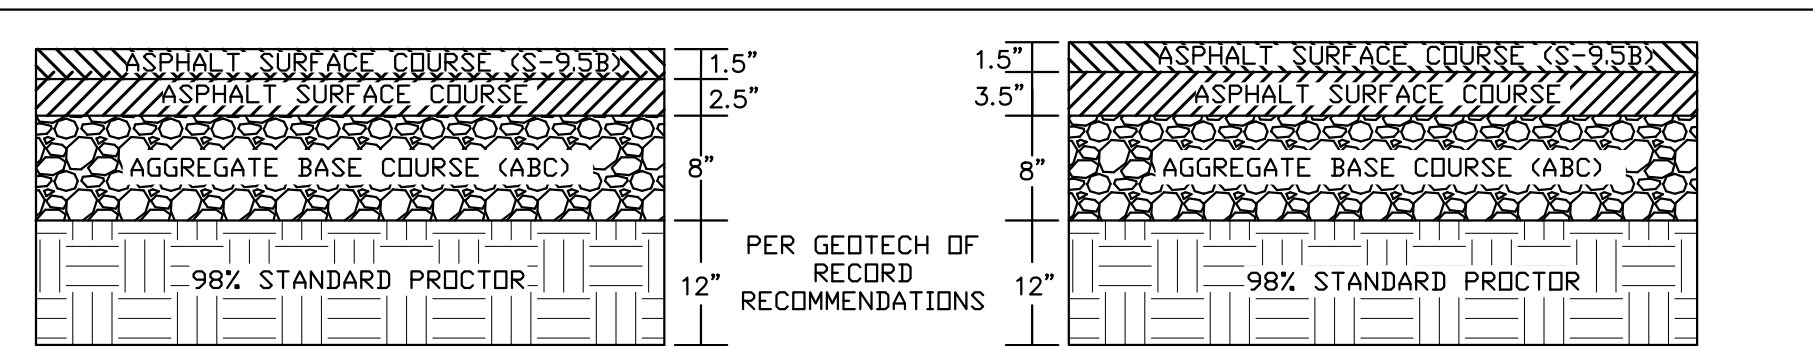 ASPHALT SURFACE COURSE (S-9.5B)
1.5"
ASPHALT SURFACE COURSE
2.5"
AGGREGATE BASE COURSE (ABC)
8"
98% STANDARD PROCTOR
12"
PER GEOTECH OF
RECORD
RECOMMENDATIONS
1.5"
ASPHALT SURFACE COURSE (S-9.5B)
3.5"
ASPHALT SURFACE COURSE
8"
AGGREGATE BASE COURSE (ABC)
12"
98% STANDARD PROCTOR